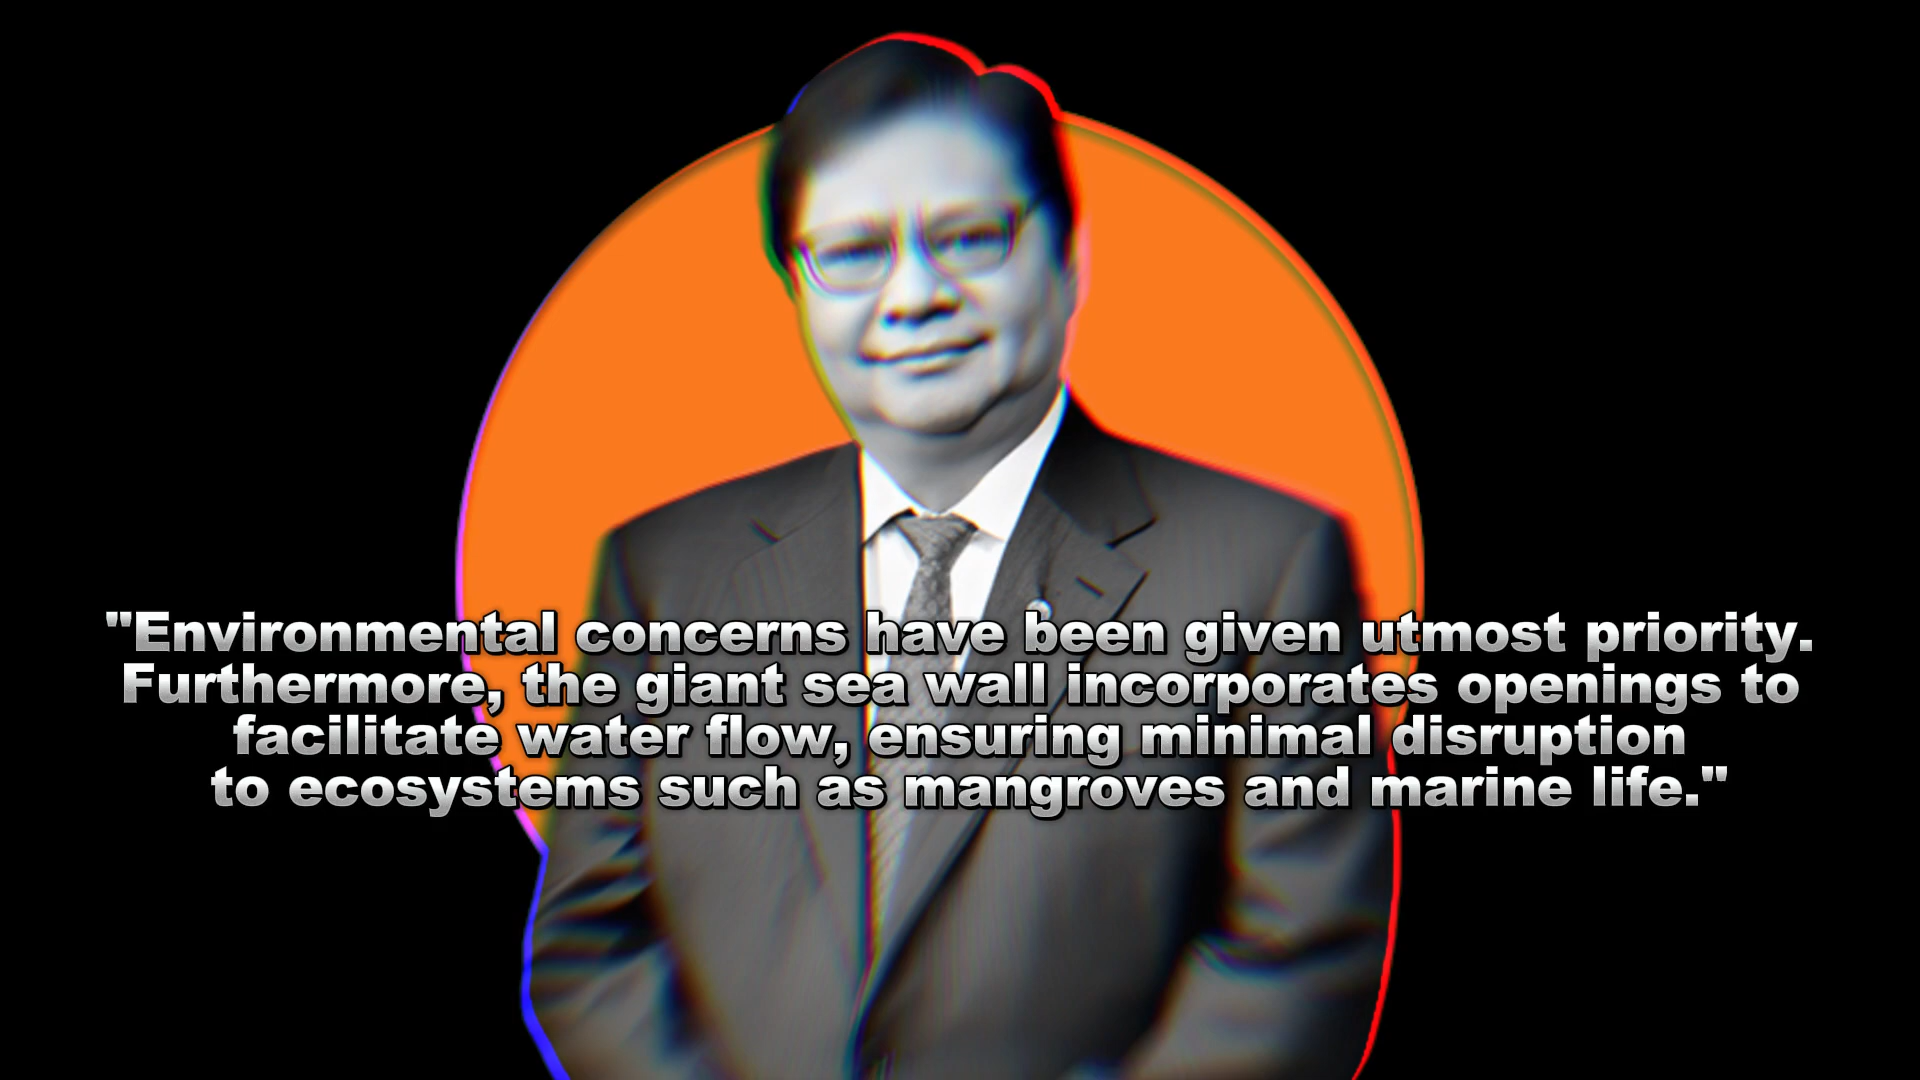 "Environmental concerns have been given utmost priority.
Furthermore, the giant sea wall incorporates openings to
facilitate water flow, ensuring minimal disruption
to ecosystems such as mangroves and marine life."